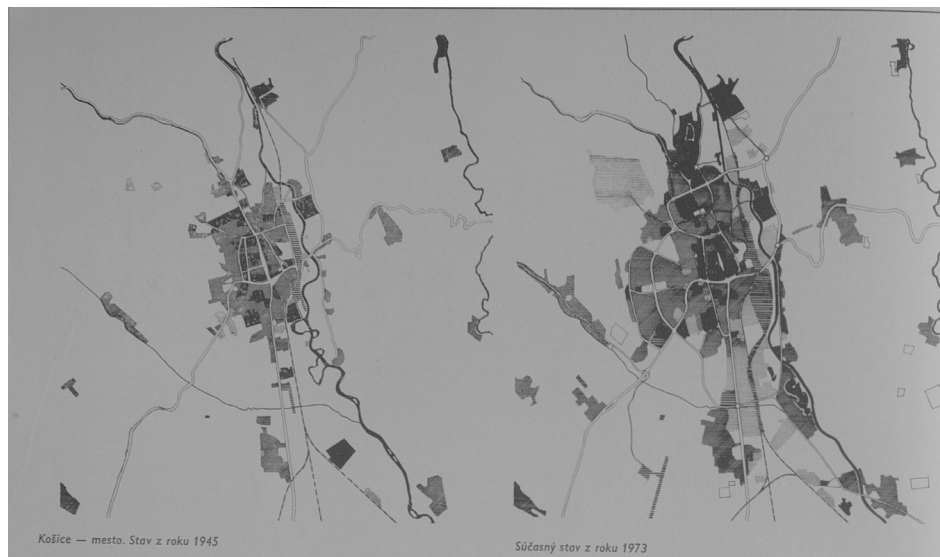 Košice — mesto. Stav z roku 1945
Súčasný stav z roku 1973